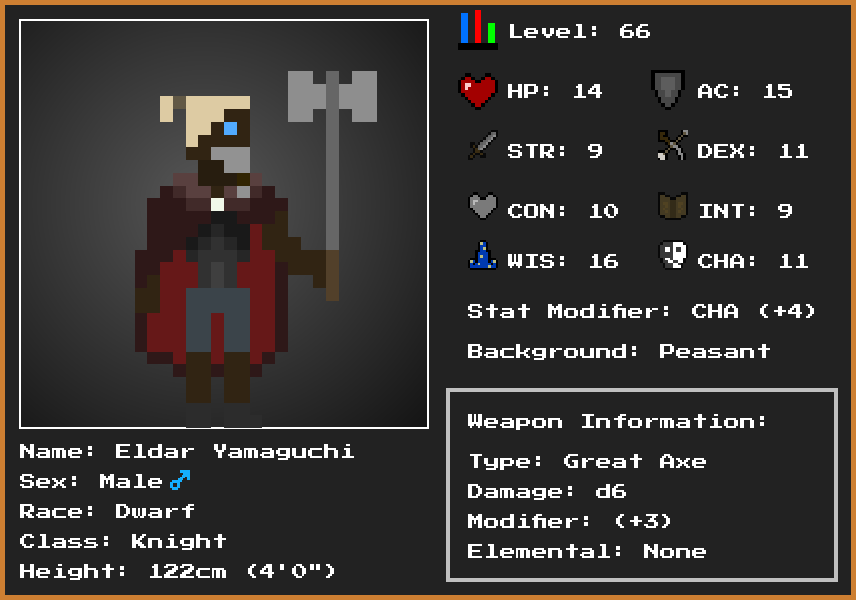 Level: 66
HP: 14 AC: 15
STR: 9 DEX: 11
CON: 10 INT: 9
WIS: 16 CHA: 11
Stat Modifier: CHA (+4)
Background: Peasant
Weapon Information:
Type: Great Axe
Damage: d6
Modifier: (+3)
Elemental: None
Name: Eldar Yamaguchi
Sex: Male ♂
Race: Dwarf
Class: Knight
Height: 122cm (4'0")